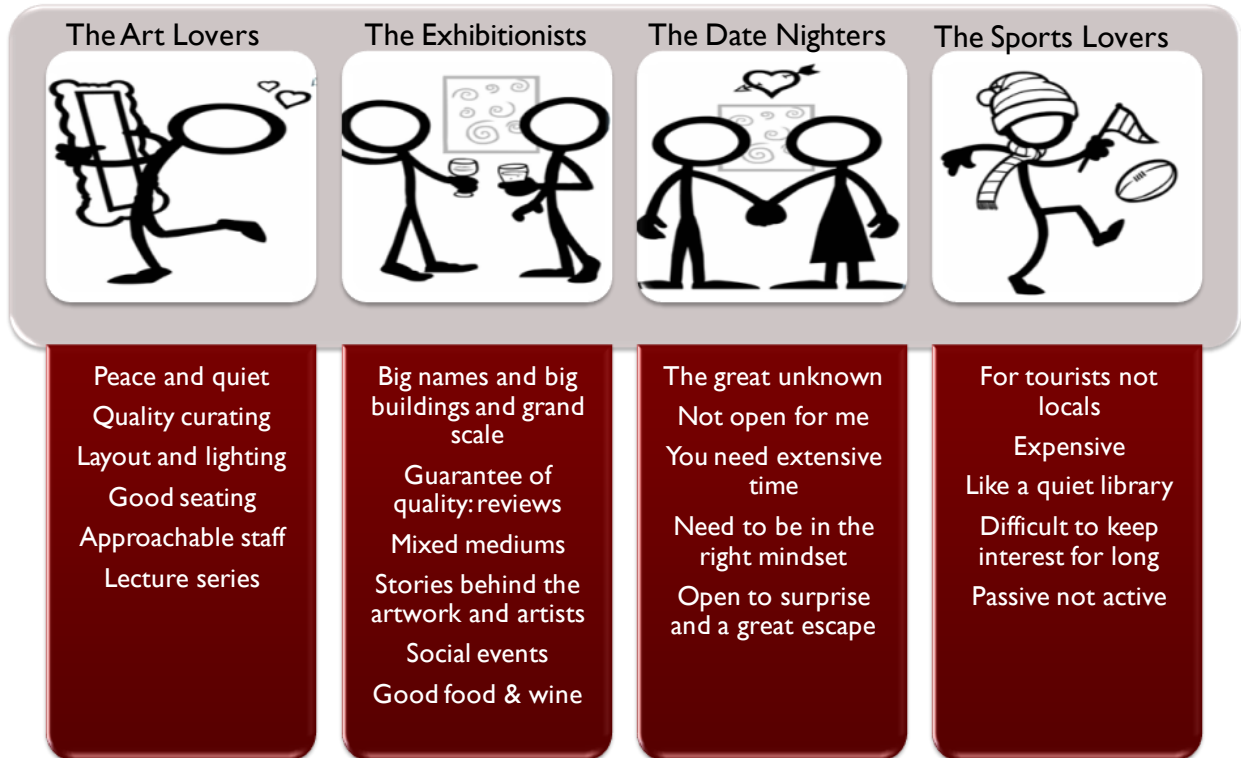 The Art Lovers
The Exhibitionists
The Date Nighters
The Sports Lovers
Peace and quiet
Quality curating
Layout and lighting
Good seating
Approachable staff
Lecture series
Big names and big
buildings and grand
scale
Guarantee of
quality: reviews
Mixed mediums
Stories behind the
artwork and artists
Social events
Good food & wine
The great unknown
Not open for me
You need extensive
time
Need to be in the
right mindset
Open to surprise
and a great escape
For tourists not
locals
Expensive
Like a quiet library
Difficult to keep
interest for long
Passive not active